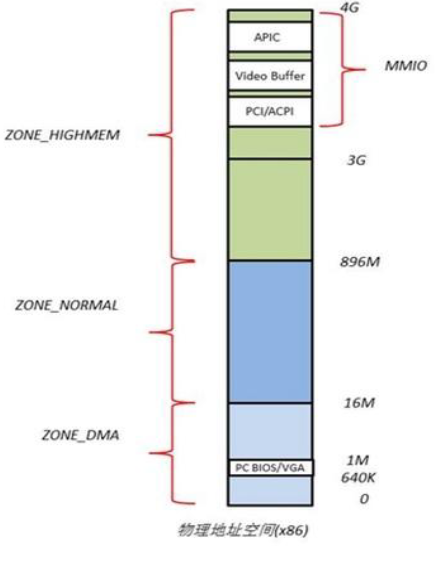 4G
APIC
Video Buffer
MMIO
PCI/ACPI
ZONE_HIGHMEM
3G
896M
ZONE_NORMAL
16M
ZONE_DMA
1M
PC BIOS/VGA
640K
0
物理地址空间(x86)